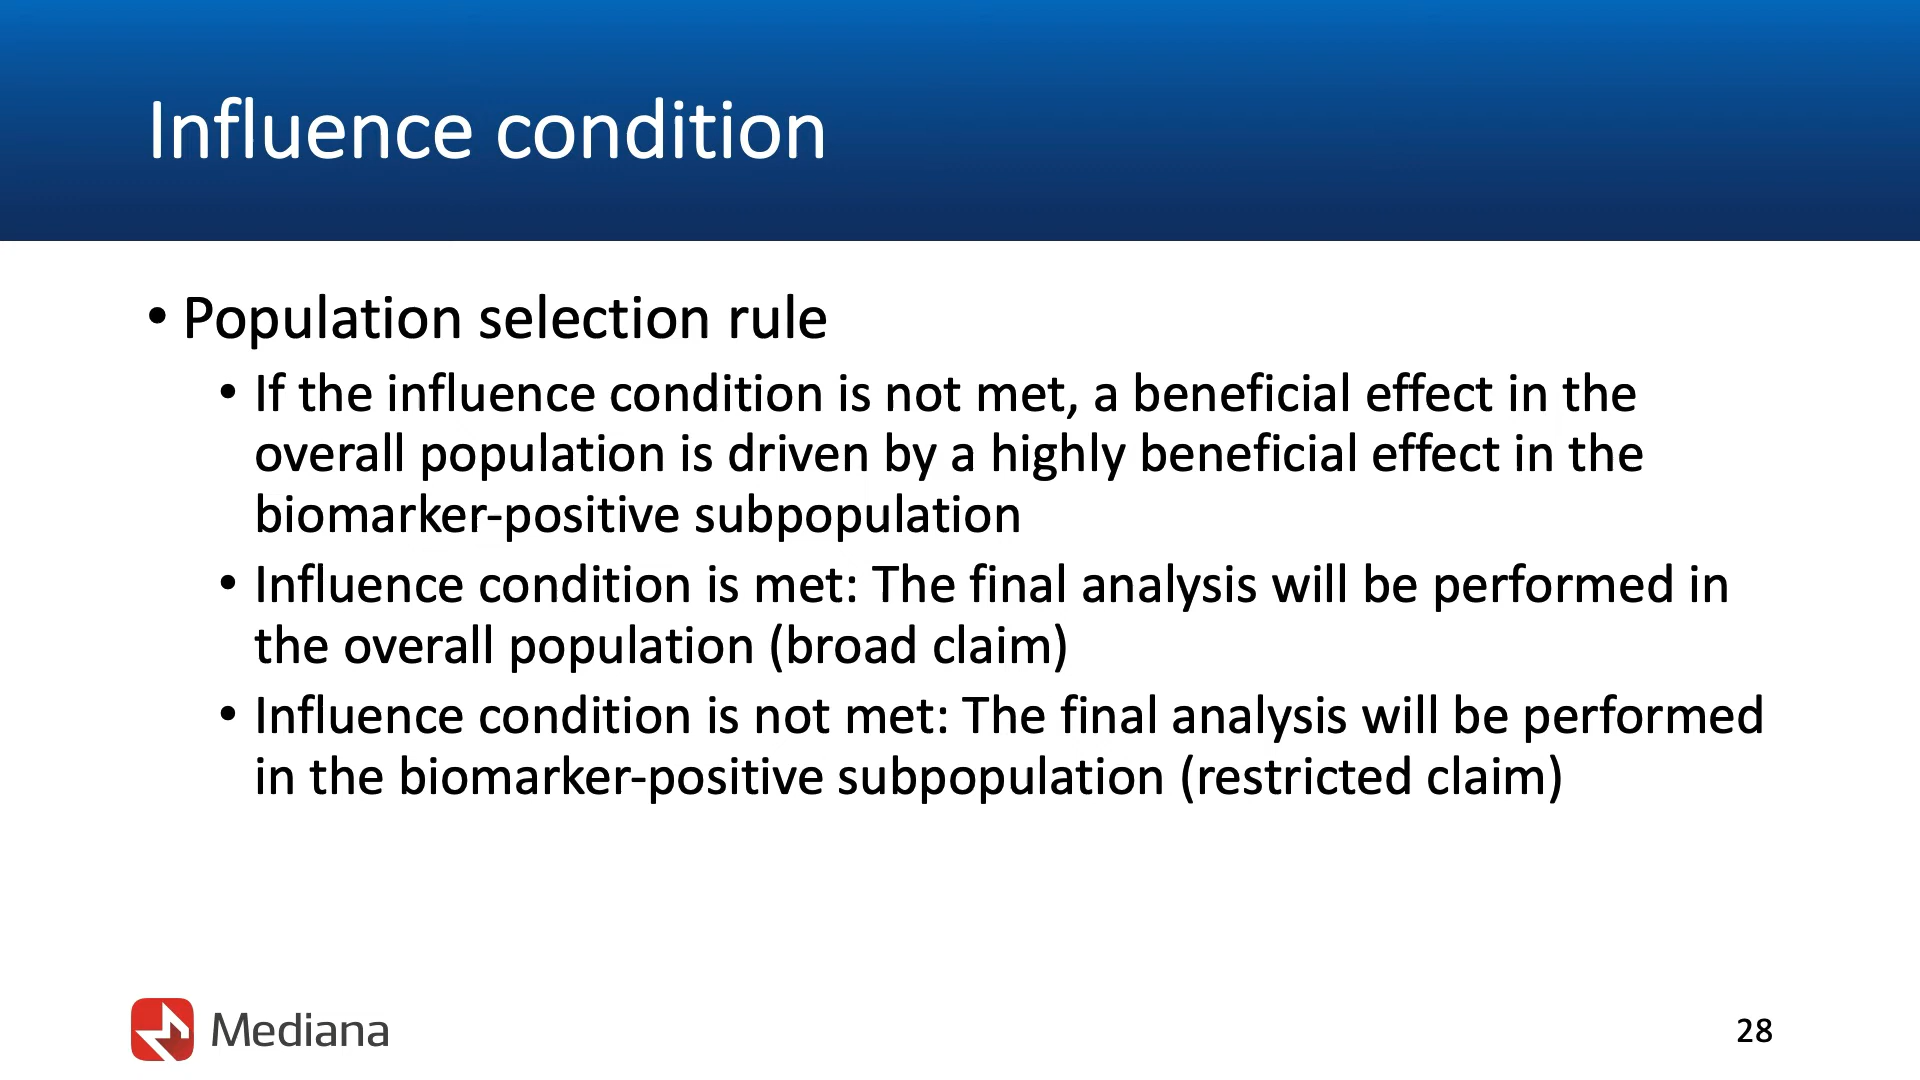 Influence condition
• Population selection rule
• If the influence condition is not met, a beneficial effect in the
overall population is driven by a highly beneficial effect in the
biomarker-positive subpopulation
• Influence condition is met: The final analysis will be performed in
the overall population (broad claim)
• Influence condition is not met: The final analysis will be performed
in the biomarker-positive subpopulation (restricted claim)
Mediana
28